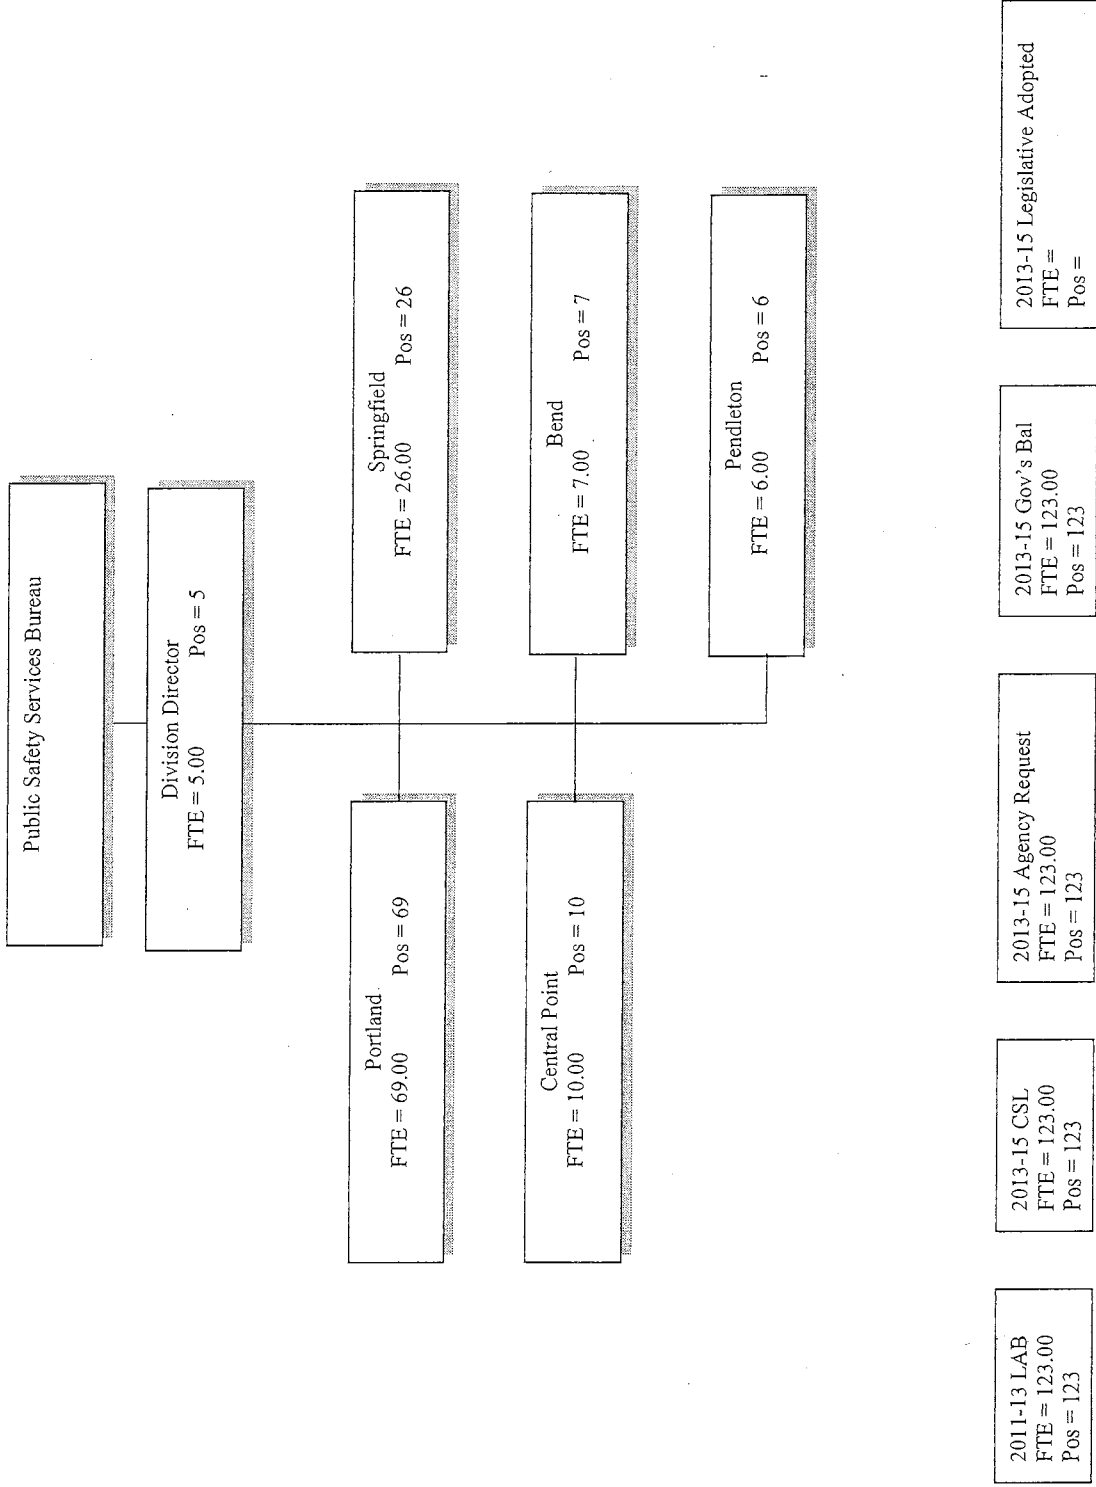 Public Safety Services Bureau
Division Director
FTE = 5.00 Pos = 5
Portland
FTE = 69.00 Pos = 69
Springfield
FTE = 26.00 Pos = 26
Central Point
FTE = 10.00 Pos = 10
Bend
FTE = 7.00 Pos = 7
Pendleton
FTE = 6.00 Pos = 6
2011-13 LAB
FTE = 123.00
Pos = 123
2013-15 CSL
FTE = 123.00
Pos = 123
2013-15 Agency Request
FTE = 123.00
Pos = 123
2013-15 Gov's Bal
FTE = 123.00
Pos = 123
2013-15 Legislative Adopted
FTE =
Pos =